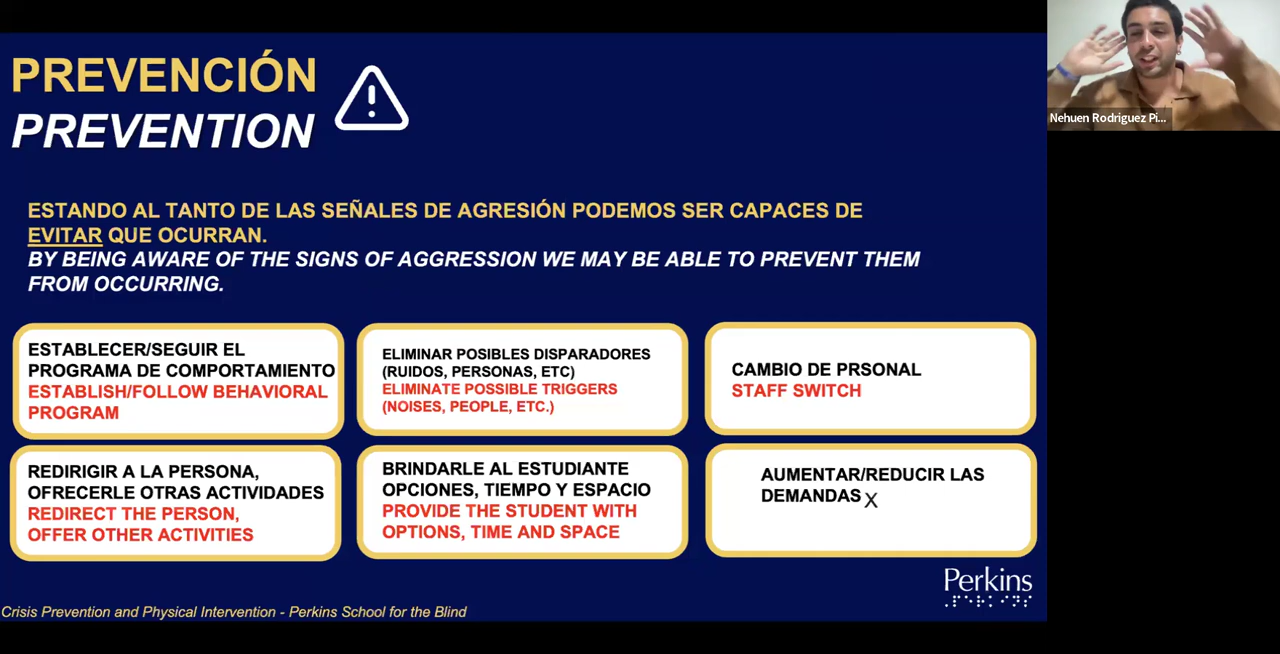 PREVENCIÓN
PREVENTION
ESTANDO AL TANTO DE LAS SEÑALES DE AGRESIÓN PODEMOS SER CAPACES DE
EVITAR QUE OCURRAN.
BY BEING AWARE OF THE SIGNS OF AGGRESSION WE MAY BE ABLE TO PREVENT THEM
FROM OCCURRING.
ESTABLECER/SEGUIR EL
PROGRAMA DE COMPORTAMIENTO
ESTABLISH/FOLLOW BEHAVIORAL
PROGRAM
ELIMINAR POSIBLES DISPARADORES
(RUIDOS, PERSONAS, ETC)
ELIMINATE POSSIBLE TRIGGERS
(NOISES, PEOPLE, ETC.)
CAMBIO DE PRSONAL
STAFF SWITCH
REDIRIGIR A LA PERSONA,
OFRECERLE OTRAS ACTIVIDADES
REDIRECT THE PERSON,
OFFER OTHER ACTIVITIES
BRINDARLE AL ESTUDIANTE
OPCIONES, TIEMPO Y ESPACIO
PROVIDE THE STUDENT WITH
OPTIONS, TIME AND SPACE
AUMENTAR/REDUCIR LAS
DEMANDAS X
Perkins
Crisis Prevention and Physical Intervention - Perkins School for the Blind
Nehuen Rodriguez Pi...